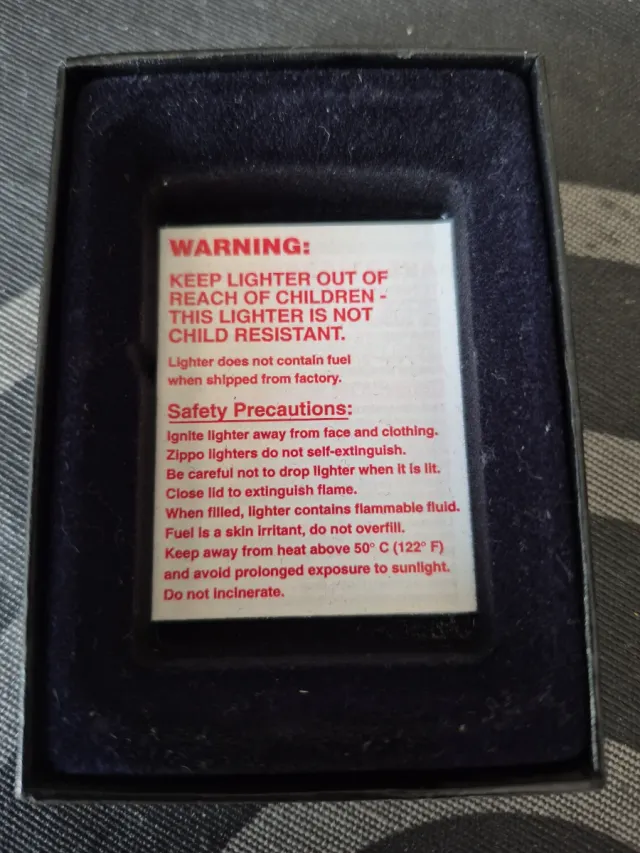 WARNING:
KEEP LIGHTER OUT OF
REACH OF CHILDREN -
THIS LIGHTER IS NOT
CHILD RESISTANT.
Lighter does not contain fuel
when shipped from factory.
Safety Precautions:
Ignite lighter away from face and clothing.
Zippo lighters do not self-extinguish.
Be careful not to drop lighter when it is lit.
Close lid to extinguish flame.
When filled, lighter contains flammable fluid.
Fuel is a skin irritant, do not overfill.
Keep away from heat above 50° C (122° F)
and avoid prolonged exposure to sunlight.
Do not incinerate.